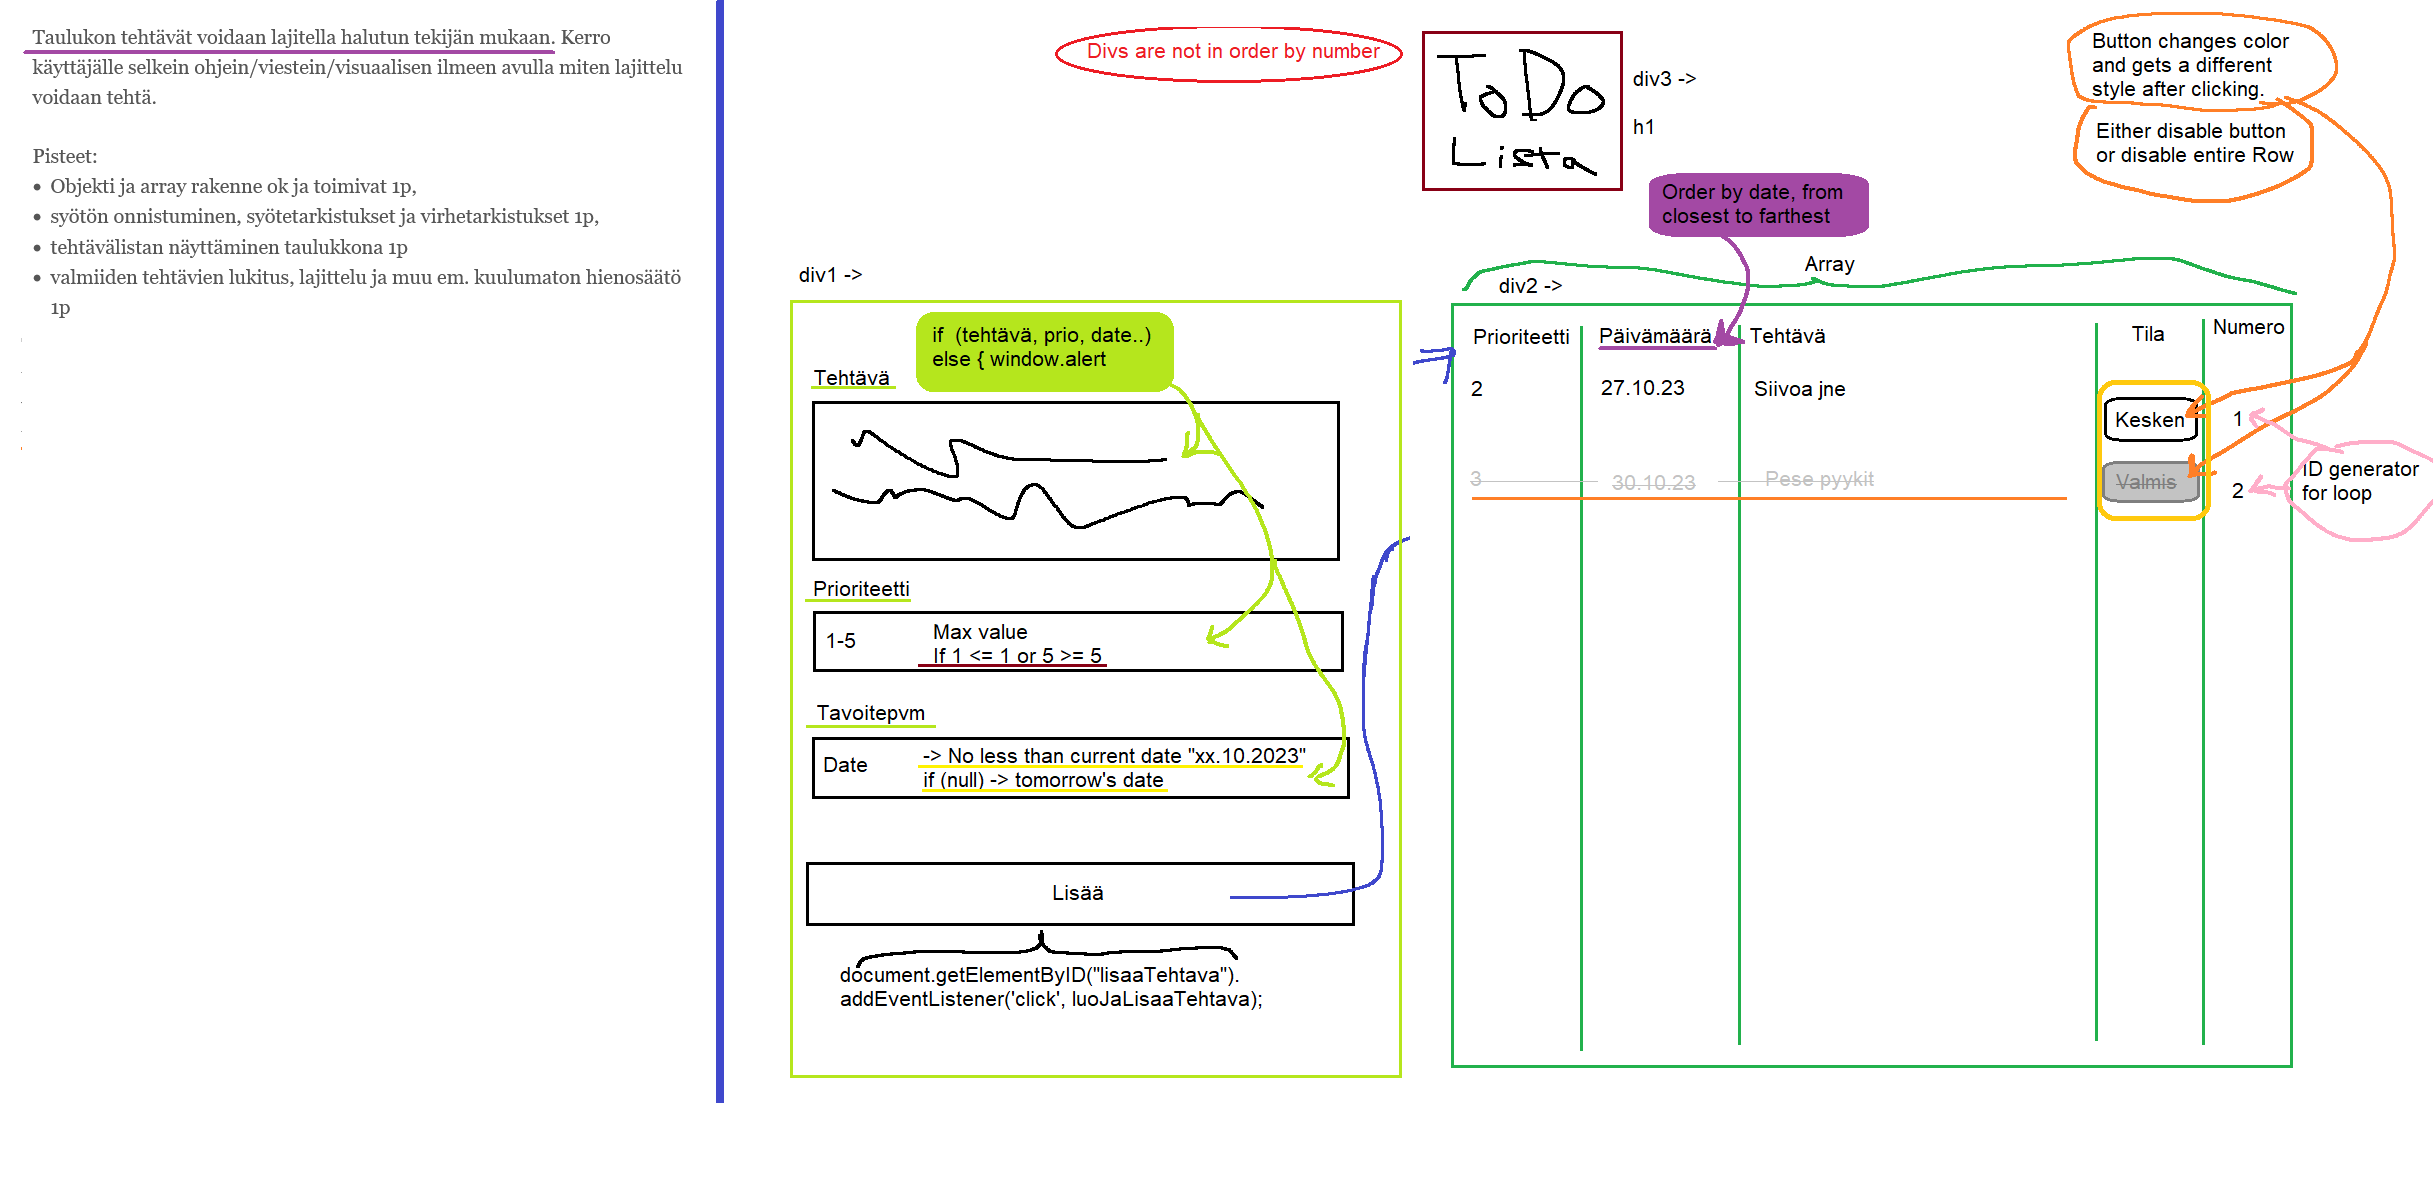 Taulukon tehtävät voidaan lajitella halutun tekijän mukaan. Kerro
käyttäjälle selkein ohjein/viestein/visuaalisen ilmeen avulla miten lajittelu
voidaan tehtä.
Pisteet:
• Objekti ja array rakenne ok ja toimivat 1p,
• syötön onnistuminen, syötetarkistukset ja virhetarkistukset 1p,
• tehtävälistan näyttäminen taulukkona 1p
• valmiiden tehtävien lukitus, lajittelu ja muu em. kuulumaton hienosäätö
1p
Divs are not in order by number
ToDo
Lista
div3 ->
h1
Button changes color
and gets a different
style after clicking.
Either disable button
or disable entire Row
Order by date, from
closest to farthest
div1 ->
if  (tehtävä, prio, date..)
else { window.alert
Tehtävä
Prioriteetti
1-5
Max value
If 1 <= 1 or 5 >= 5
Tavoitepvm
Date
-> No less than current date "xx.10.2023"
if (null) -> tomorrow's date
Lisää
document.getElementByID("lisaaTehtava").
addEventListener('click', luoJaLisaaTehtava);
Array
div2 ->
Prioriteetti Päivämäärä Tehtävä Tila Numero
2 27.10.23 Siivoa jne Kesken 1
3 30.10.23 Pese pyykit Valmis 2
ID generator
for loop